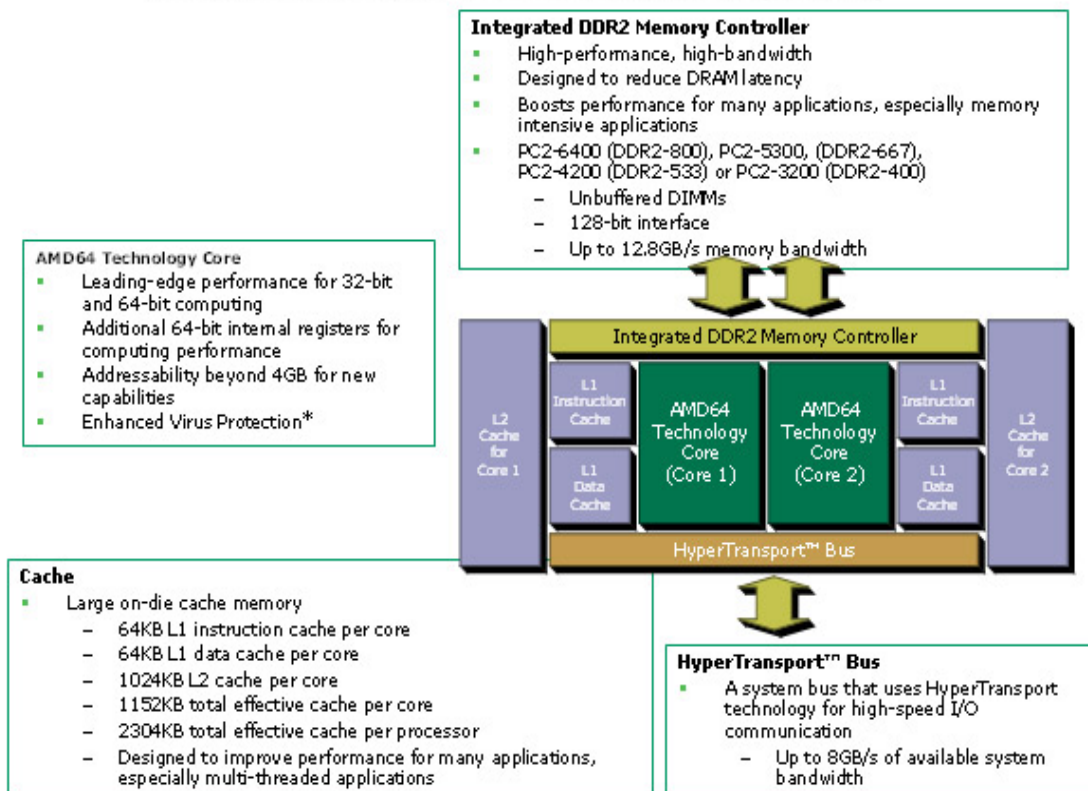 Integrated DDR2 Memory Controller
▪ High-performance, high-bandwidth
▪ Designed to reduce DRAM latency
▪ Boosts performance for many applications, especially memory
intensive applications
▪ PC2-6400 (DDR2-800), PC2-5300, (DDR2-667),
PC2-4200 (DDR2-533) or PC2-3200 (DDR2-400)
– Unbuffered DIMMs
– 128-bit interface
– Up to 12.8GB/s memory bandwidth
AMD64 Technology Core
▪ Leading-edge performance for 32-bit
and 64-bit computing
▪ Additional 64-bit internal registers for
computing performance
▪ Addressability beyond 4GB for new
capabilities
▪ Enhanced Virus Protection*
Integrated DDR2 Memory Controller
L2
Cache
for
Core 1
L1
Instruction
Cache
L1
Data
Cache
AMD64
Technology
Core
(Core 1)
AMD64
Technology
Core
(Core 2)
L1
Instruction
Cache
L1
Data
Cache
L2
Cache
for
Core 2
HyperTransport™ Bus
Cache
▪ Large on-die cache memory
– 64KB L1 instruction cache per core
– 64KB L1 data cache per core
– 1024KB L2 cache per core
– 1152KB total effective cache per core
– 2304KB total effective cache per processor
– Designed to improve performance for many applications,
especially multi-threaded applications
HyperTransport™ Bus
▪ A system bus that uses HyperTransport
technology for high-speed I/O
communication
– Up to 8GB/s of available system
bandwidth